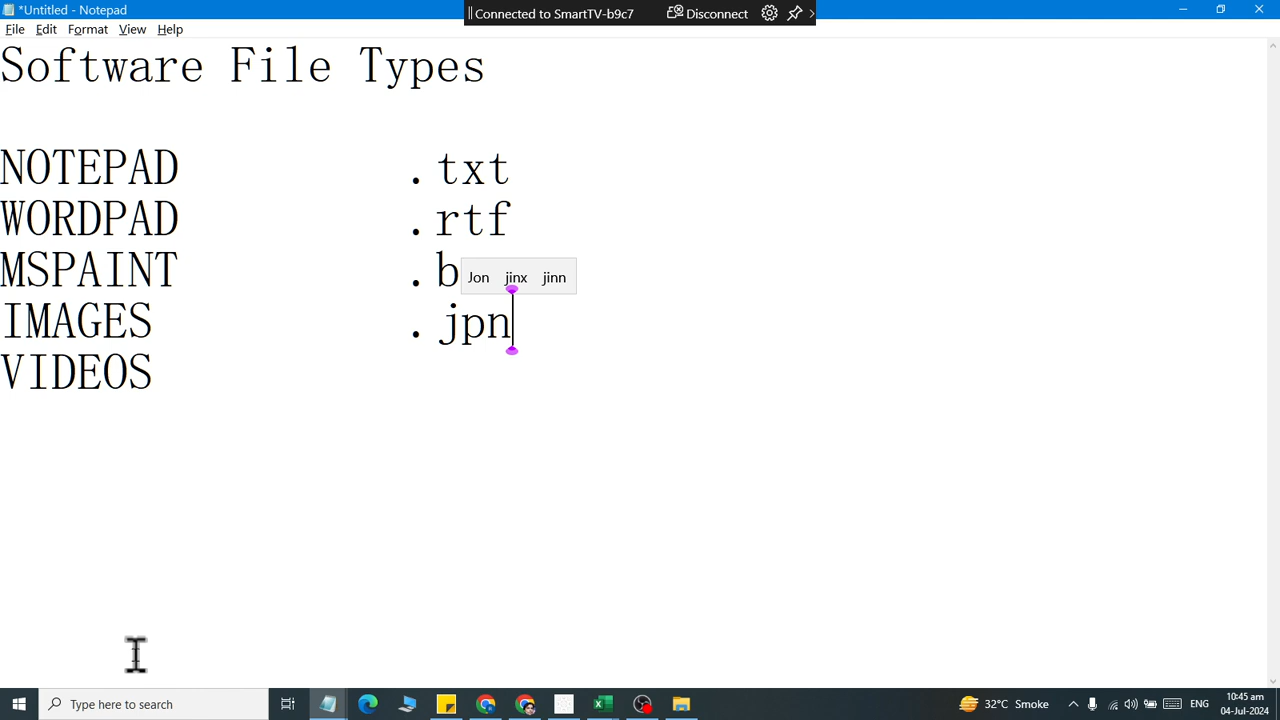 *Untitled - Notepad
Connected to SmartTV-b9c7 Disconnect
File Edit Format View Help
Software File Types
NOTEPAD .txt
WORDPAD .rtf
MSPAINT .b
Jon jinx jinn
IMAGES .jpn
VIDEOS
Type here to search
32°C Smoke
ENG
10:45 am
04-Jul-2024